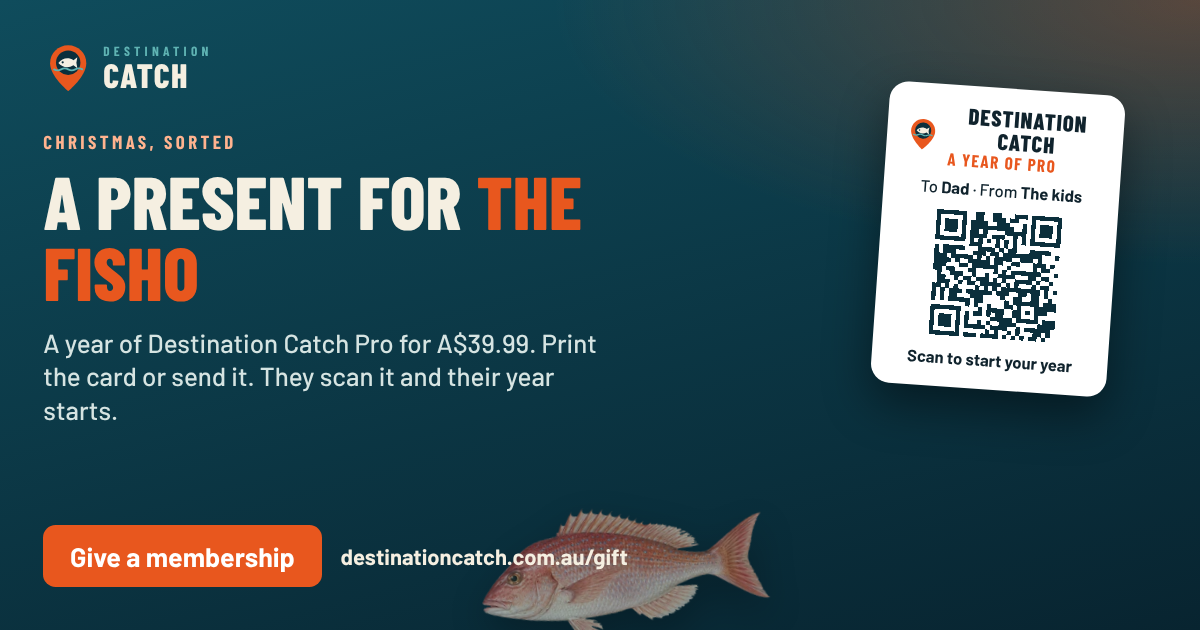 DESTINATION
CATCH
CHRISTMAS, SORTED
A PRESENT FOR THE
FISHO
A year of Destination Catch Pro for A$39.99. Print
the card or send it. They scan it and their year
starts.
Give a membership
destinationcatch.com.au/gift
DESTINATION
CATCH
A YEAR OF PRO
To Dad · From The kids
Scan to start your year